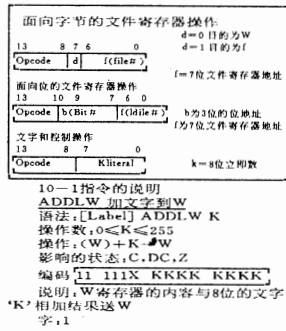 面向字节的文件寄存器操作
d=0 目的为W
d=1 目的为f
13 8 7 6 0
Opcode d f(file#)
f=7位文件寄存器地址
面向位的文件寄存器操作
13 10 9 7 6 0
Opcode b(Bit# f(ldile#)
b为3位的位地址
f为7位文件寄存器地址
文字和控制操作
13 8 7 0
Opcode Kliteral
k=8位立即数
10-1指令的说明
ADDLW 加文字到W
语法:[Label] ADDLW K
操作数:0≤K≤255
操作:(W)+K→W
影响的状态:C,DC,Z
编码 11 111X KKKK KKKK
说明:W寄存器的内容与8位的文字
‘K’相加结果送W
字:1